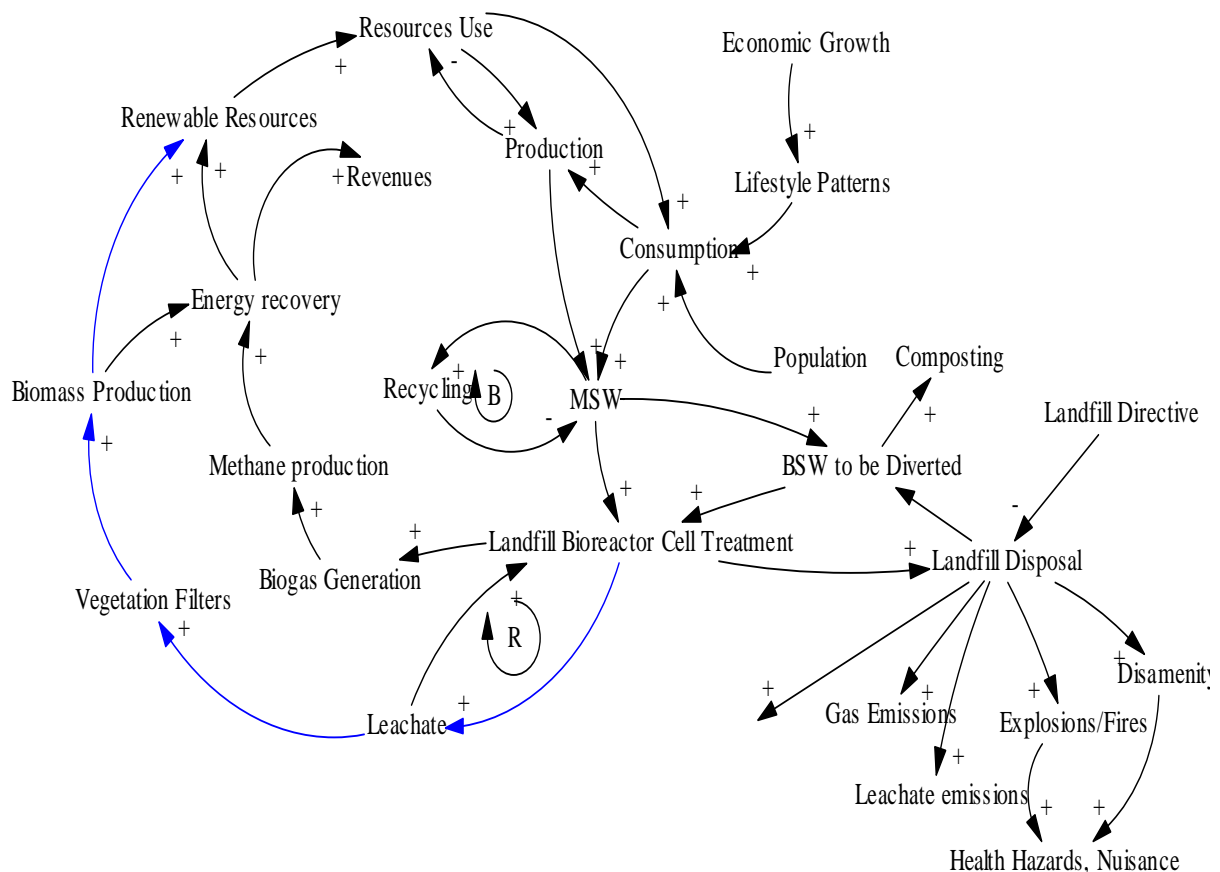 Resources Use
Economic Growth
-
+
Renewable Resources
+
Production
+
+
+
+
+Revenues
Lifestyle Patterns
+
Consumption
+
+
Energy recovery
+
+
+
+
Population
Composting
Biomass Production
Recycling
+
B
MSW
+
+
Landfill Directive
-
+
Methane production
BSW to be Diverted
+
+
+
-
+
Landfill Bioreactor Cell Treatment
+
Landfill Disposal
Biogas Generation
Vegetation Filters
+
+
R
+
Disamenity
+
+
+
+
Leachate
Gas Emissions
Explosions/Fires
+
Leachate emissions
+
+
Health Hazards, Nuisance